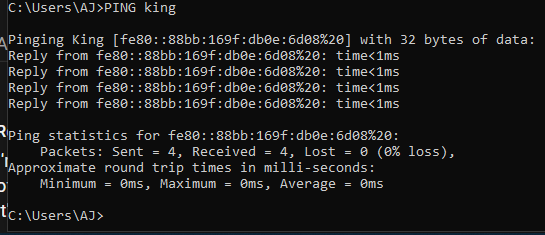 C:\Users\AJ>PING king
Pinging King [fe80::88bb:169f:db0e:6d08%20] with 32 bytes of data:
Reply from fe80::88bb:169f:db0e:6d08%20: time<1ms
Reply from fe80::88bb:169f:db0e:6d08%20: time<1ms
Reply from fe80::88bb:169f:db0e:6d08%20: time<1ms
Reply from fe80::88bb:169f:db0e:6d08%20: time<1ms
Ping statistics for fe80::88bb:169f:db0e:6d08%20:
    Packets: Sent = 4, Received = 4, Lost = 0 (0% loss),
Approximate round trip times in milli-seconds:
    Minimum = 0ms, Maximum = 0ms, Average = 0ms
C:\Users\AJ>